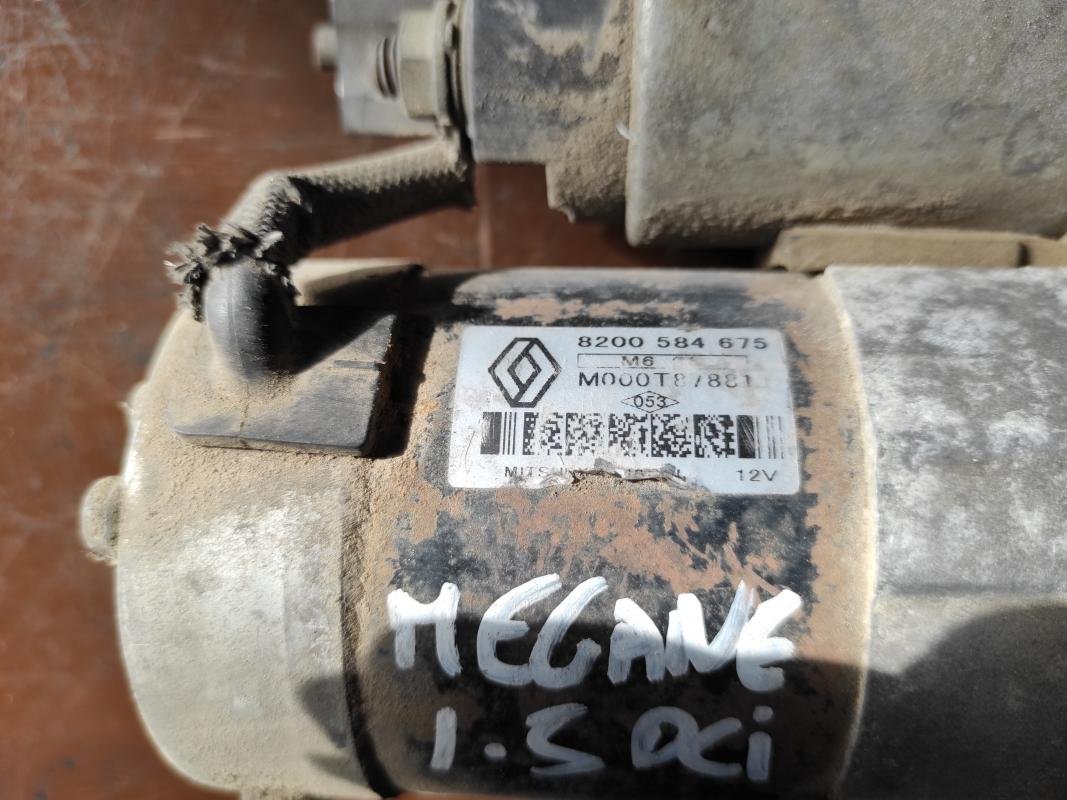 8200 584 675
M6
M000T87881
053
12V
MEGANE
1.5 DCi